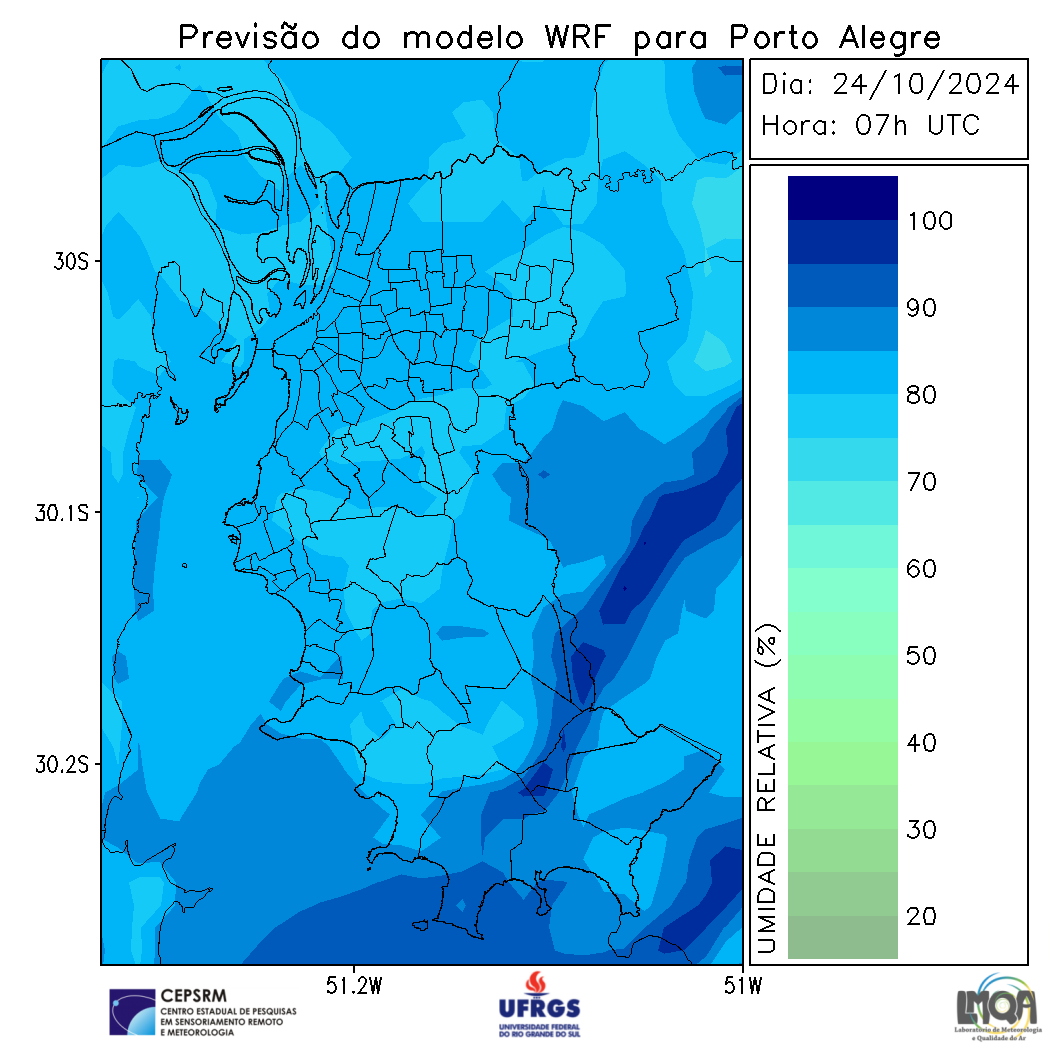 Previsão do modelo WRF para Porto Alegre
Dia: 24/10/2024
Hora: 07h UTC
30S
30.1S
30.2S
51.2W
51W
100
90
80
70
60
50
40
30
20
UMIDADE RELATIVA (%)
CEPSRM
CENTRO ESTADUAL DE PESQUISAS
EM SENSORIAMENTO REMOTO
E METEOROLOGIA
UFRGS
UNIVERSIDADE FEDERAL
DO RIO GRANDE DO SUL
LMQA
Laboratório de Meteorologia
e Qualidade do Ar